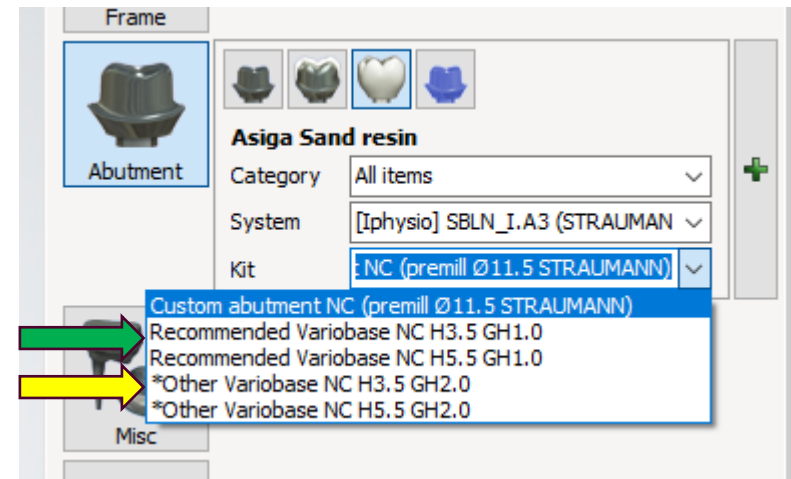 Frame
Abutment
Asiga Sand resin
Category All items
System [Iphysio] SBLN_I.A3 (STRAUMAN
Kit : NC (premill Ø11.5 STRAUMANN)
Custom abutment NC (premill Ø11.5 STRAUMANN)
Recommended Variobase NC H3.5 GH1.0
Recommended Variobase NC H5.5 GH1.0
*Other Variobase NC H3.5 GH2.0
*Other Variobase NC H5.5 GH2.0
Misc